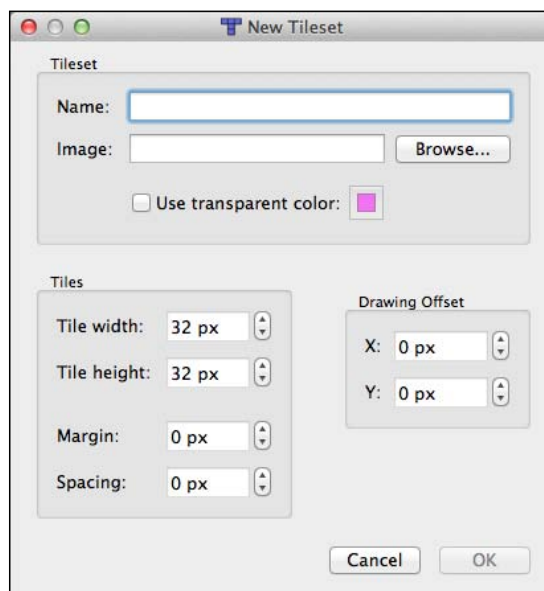 New Tileset
Tileset
Name:
Image: Browse...
Use transparent color:
Tiles
Tile width: 32 px
Tile height: 32 px
Margin: 0 px
Spacing: 0 px
Drawing Offset
X: 0 px
Y: 0 px
Cancel OK